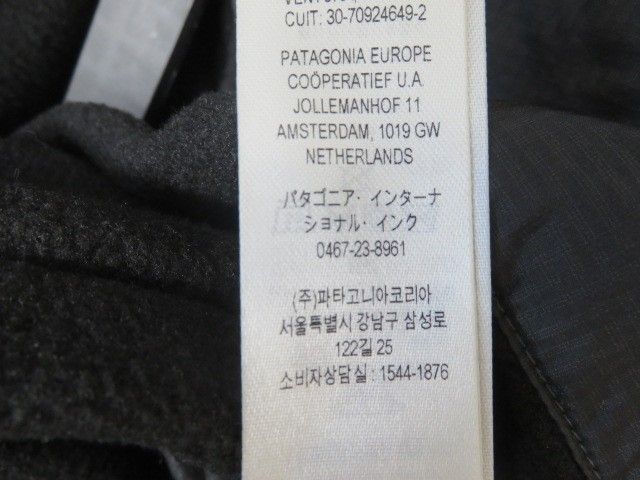 CUIT: 30-70924649-2
PATAGONIA EUROPE
COÖPERATIEF U.A
JOLLEMANHOF 11
AMSTERDAM, 1019 GW
NETHERLANDS
パタゴニア・インターナ
ショナル・インク
0467-23-8961
(주)파타고니아코리아
서울특별시 강남구 삼성로
122길 25
소비자상담실 : 1544-1876